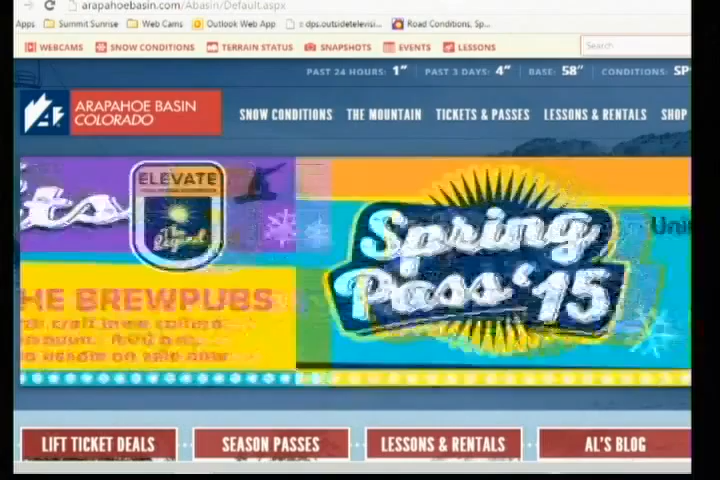 arapahoebasin.com/Abasin/Default.aspx
Apps Summit Sunrise Web Cams Outlook Web App Road Conditions, Sp...
WEBCAMS SNOW CONDITIONS TERRAIN STATUS SNAPSHOTS EVENTS LESSONS Search
PAST 24 HOURS: 1" PAST 3 DAYS: 4" BASE: 58" CONDITIONS: SP
ARAPAHOE BASIN
COLORADO
SNOW CONDITIONS THE MOUNTAIN TICKETS & PASSES LESSONS & RENTALS SHOP
ELEVATE
Spring
Pass '15
HE BREWPUBS
LIFT TICKET DEALS SEASON PASSES LESSONS & RENTALS AL'S BLOG